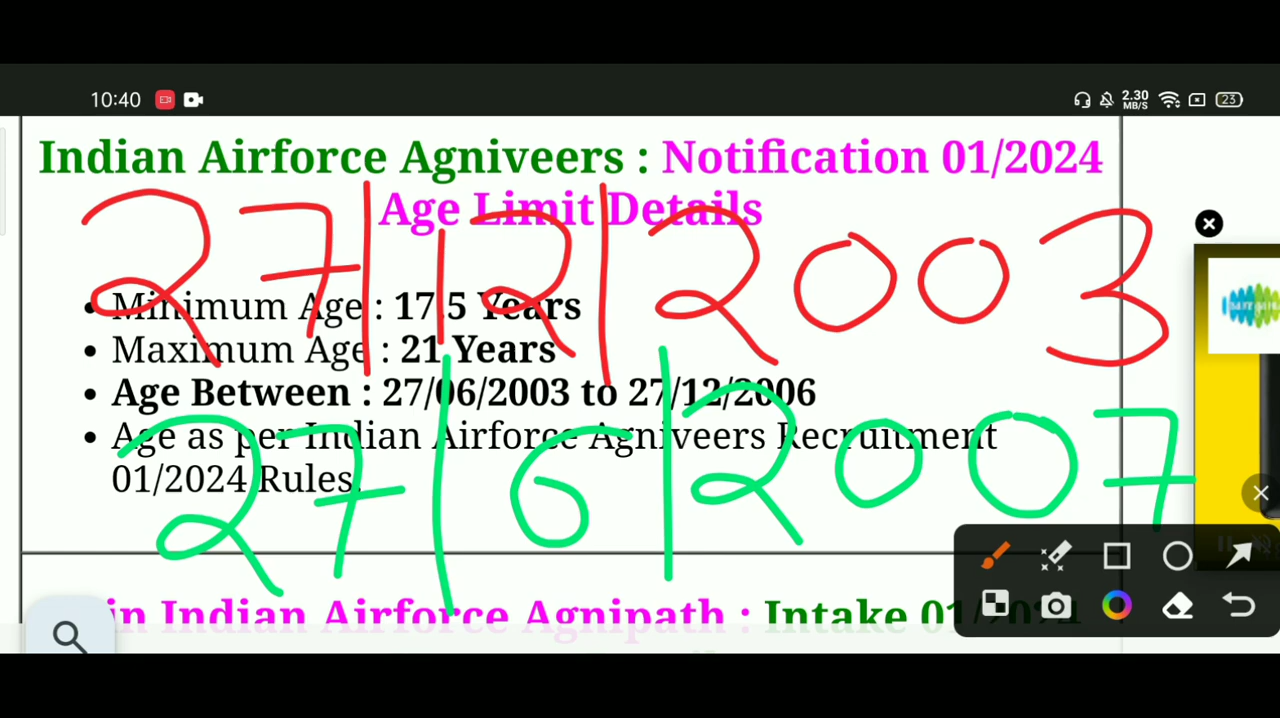 10:40 2.30 MB/S 23
Indian Airforce Agniveers : Notification 01/2024
Age Limit Details
27|12|2003
• Minimum Age : 17.5 Years
• Maximum Age : 21 Years
• Age Between : 27/06/2003 to 27/12/2006
• Age as per Indian Airforce Agniveers Recruitment
01/2024 Rules.
27|6|2007
in Indian Airforce Agnipath : Intake 01/2024